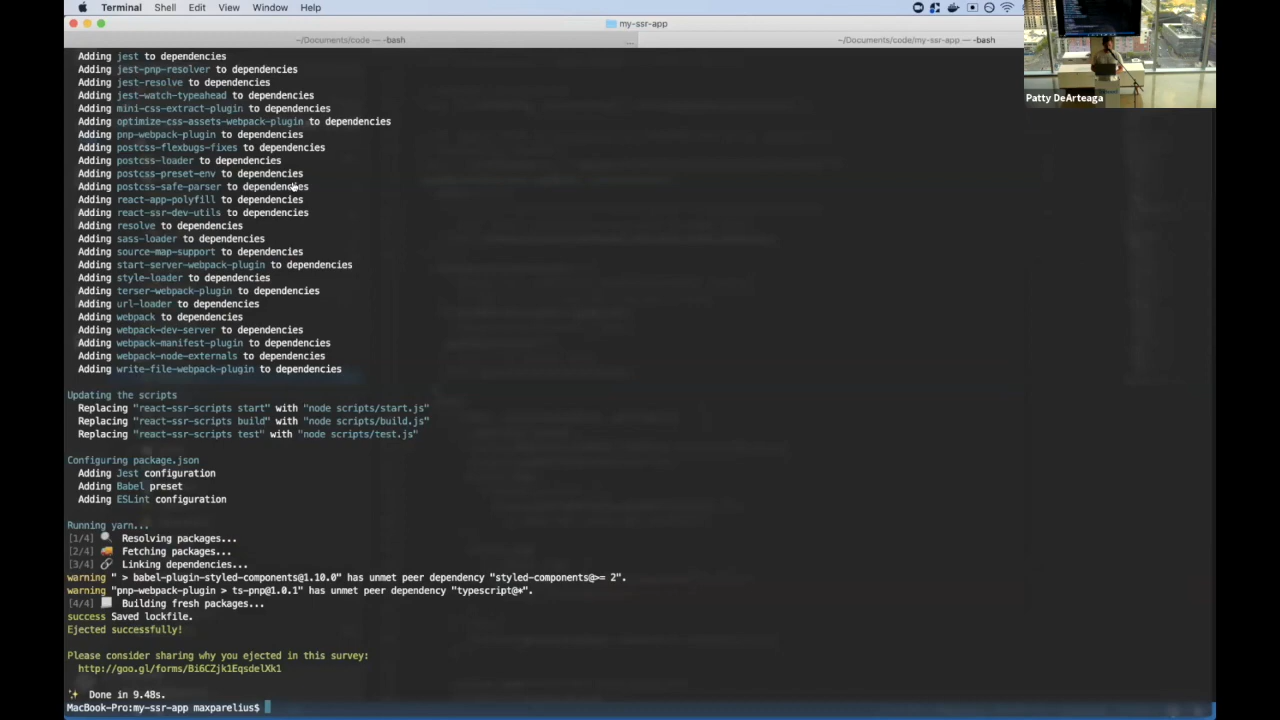 Terminal Shell Edit View Window Help
my-ssr-app
~/Documents/code — -bash
... ~/Documents/code/my-ssr-app — -bash
Adding jest to dependencies
Adding jest-pnp-resolver to dependencies
Adding jest-resolve to dependencies
Adding jest-watch-typeahead to dependencies
Adding mini-css-extract-plugin to dependencies
Adding optimize-css-assets-webpack-plugin to dependencies
Adding pnp-webpack-plugin to dependencies
Adding postcss-flexbugs-fixes to dependencies
Adding postcss-loader to dependencies
Adding postcss-preset-env to dependencies
Adding postcss-safe-parser to dependencies
Adding react-app-polyfill to dependencies
Adding react-ssr-dev-utils to dependencies
Adding resolve to dependencies
Adding sass-loader to dependencies
Adding source-map-support to dependencies
Adding start-server-webpack-plugin to dependencies
Adding style-loader to dependencies
Adding terser-webpack-plugin to dependencies
Adding url-loader to dependencies
Adding webpack to dependencies
Adding webpack-dev-server to dependencies
Adding webpack-manifest-plugin to dependencies
Adding webpack-node-externals to dependencies
Adding write-file-webpack-plugin to dependencies
Updating the scripts
Replacing "react-ssr-scripts start" with "node scripts/start.js"
Replacing "react-ssr-scripts build" with "node scripts/build.js"
Replacing "react-ssr-scripts test" with "node scripts/test.js"
Configuring package.json
Adding Jest configuration
Adding Babel preset
Adding ESLint configuration
Running yarn...
[1/4] 🔍 Resolving packages...
[2/4] 🚚 Fetching packages...
[3/4] 🔗 Linking dependencies...
warning " > babel-plugin-styled-components@1.10.0" has unmet peer dependency "styled-components@>= 2".
warning "pnp-webpack-plugin > ts-pnp@1.0.1" has unmet peer dependency "typescript@*".
[4/4] 📃 Building fresh packages...
success Saved lockfile.
Ejected successfully!
Please consider sharing why you ejected in this survey:
http://goo.gl/forms/Bi6CZjk1EqsdelXk1
✨ Done in 9.48s.
MacBook-Pro:my-ssr-app maxparelius$
Patty DeArteaga